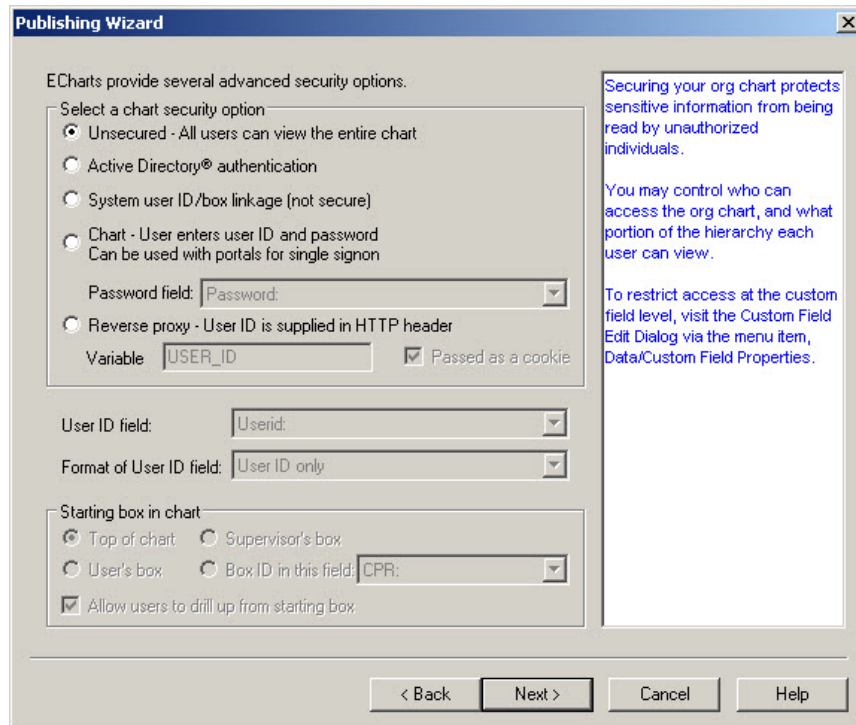 Publishing Wizard
ECharts provide several advanced security options.
Select a chart security option
Unsecured - All users can view the entire chart
Active Directory® authentication
System user ID/box linkage (not secure)
Chart - User enters user ID and password
Can be used with portals for single signon
Password field: Password:
Reverse proxy - User ID is supplied in HTTP header
Variable USER_ID Passed as a cookie
User ID field: Userid:
Format of User ID field: User ID only
Starting box in chart
Top of chart Supervisor's box
User's box Box ID in this field: CPR:
Allow users to drill up from starting box
Securing your org chart protects
sensitive information from being
read by unauthorized
individuals.
You may control who can
access the org chart, and what
portion of the hierarchy each
user can view.
To restrict access at the custom
field level, visit the Custom Field
Edit Dialog via the menu item,
Data/Custom Field Properties.
< Back Next > Cancel Help